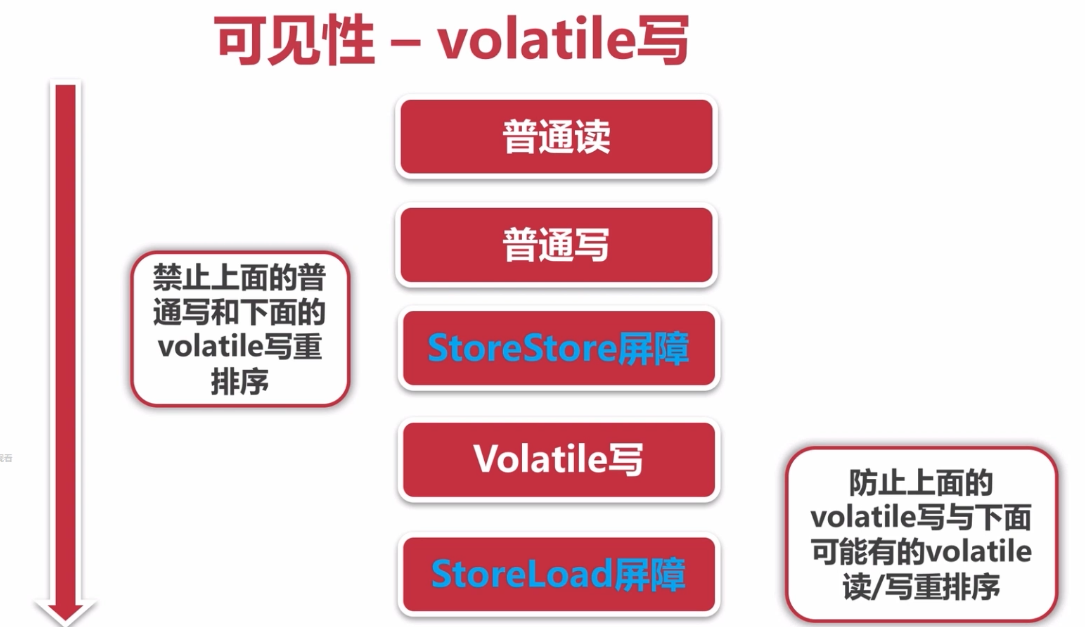 可见性 – volatile写
普通读
普通写
禁止上面的普
通写和下面的
volatile写重
排序
StoreStore屏障
Volatile写
防止上面的
volatile写与下面
可能有的volatile
读/写重排序
StoreLoad屏障